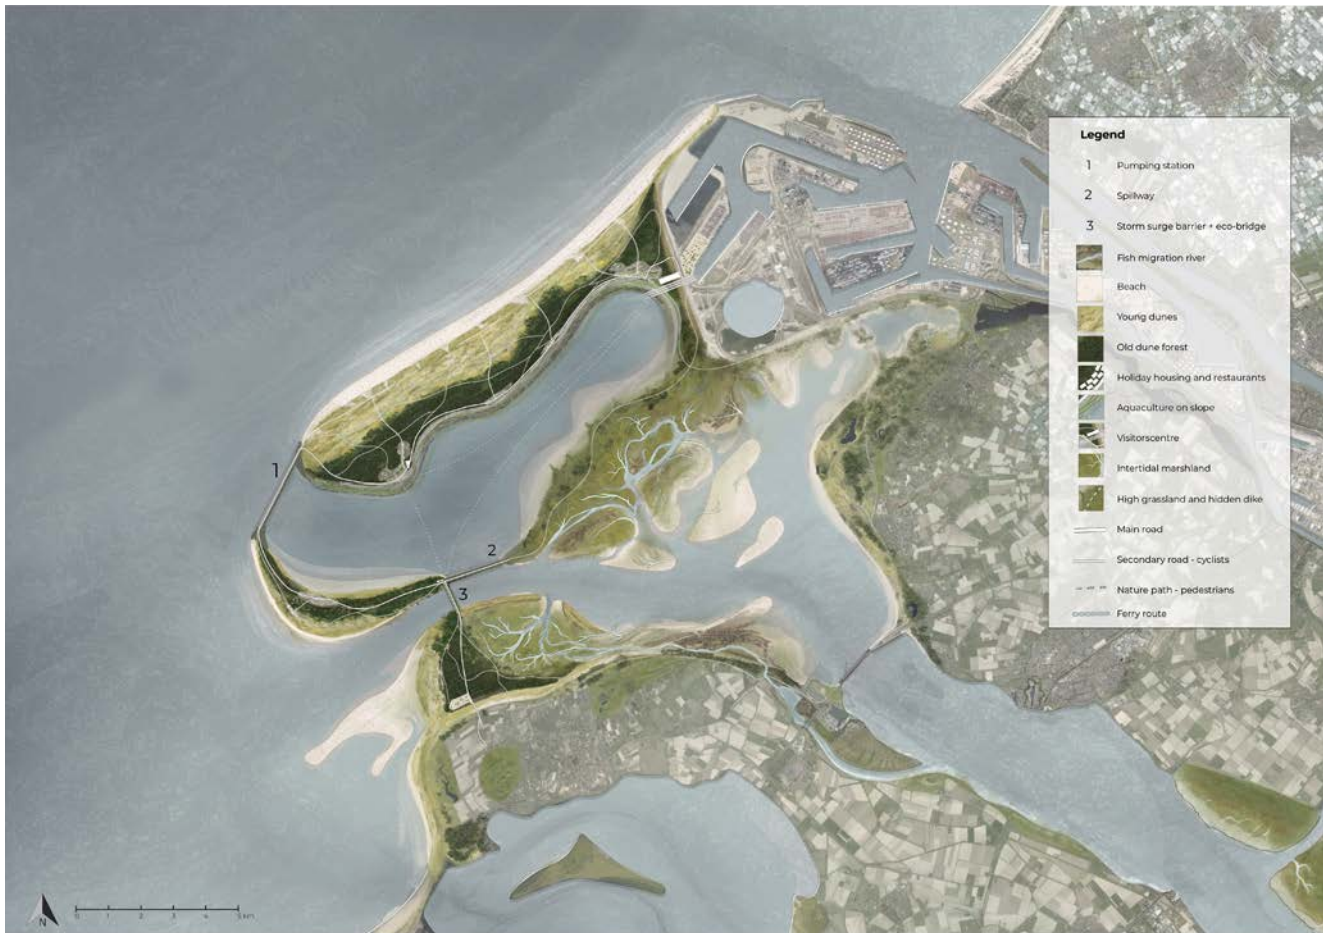 Legend
1 Pumping station
2 Spillway
3 Storm surge barrier + eco-bridge
Fish migration river
Beach
Young dunes
Old dune forest
Holiday housing and restaurants
Aquaculture on slope
Visitorscentre
Intertidal marshland
High grassland and hidden dike
Main road
Secondary road - cyclists
Nature path - pedestrians
Ferry route
1
2
3
N
0 1 2 3 4 5 km